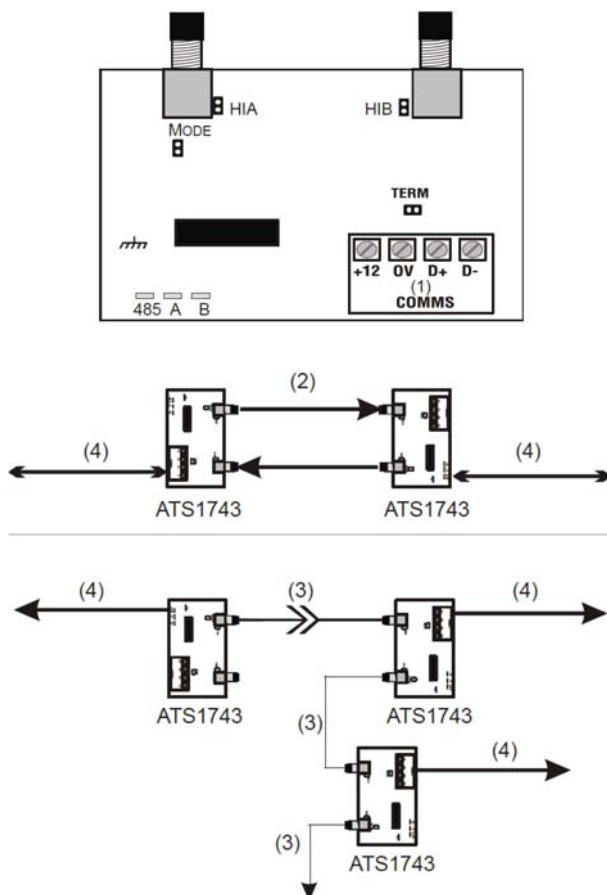 HIA
HIB
MODE
TERM
+12 0V D+ D-
(1)
COMMS
485 A B
(2)
(4)
(4)
ATS1743
ATS1743
(4)
(3)
(4)
ATS1743
ATS1743
(3)
(4)
(3)
ATS1743